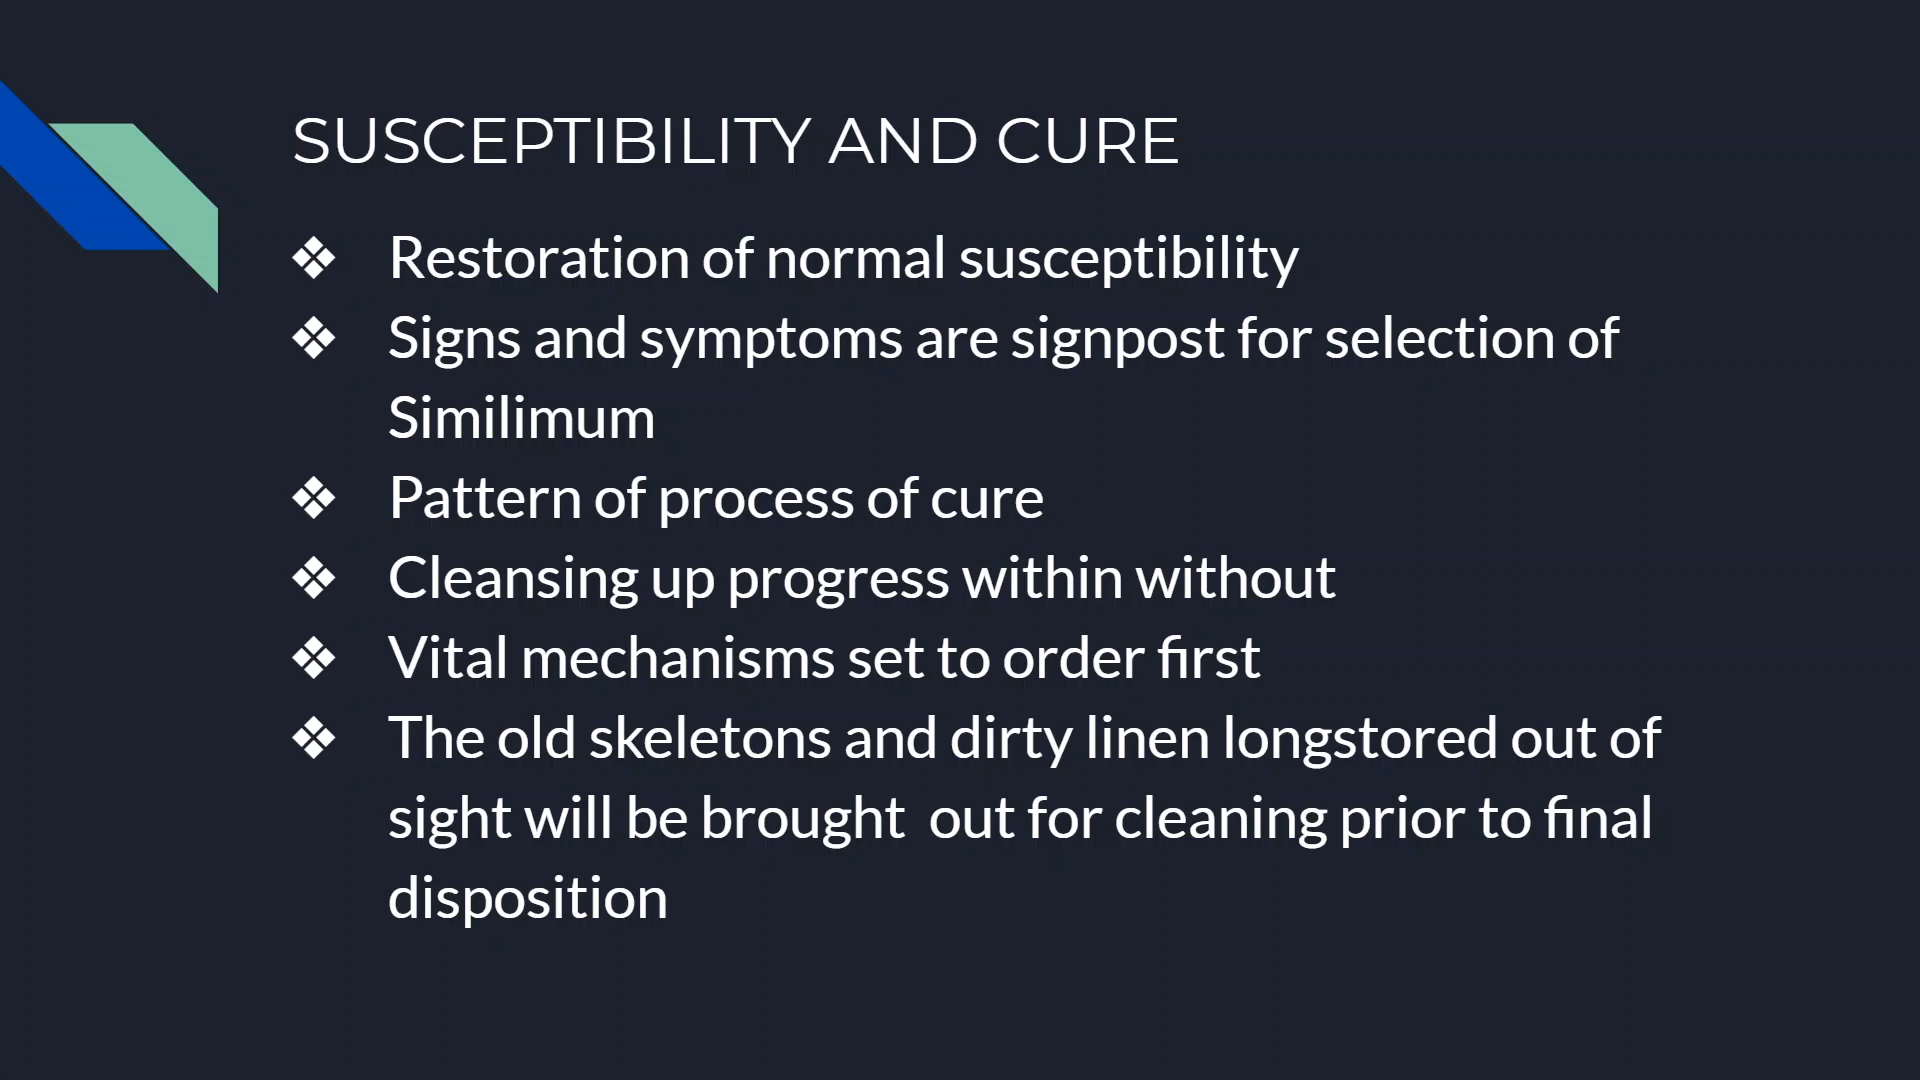 SUSCEPTIBILITY AND CURE
❖ Restoration of normal susceptibility
❖ Signs and symptoms are signpost for selection of
Similimum
❖ Pattern of process of cure
❖ Cleansing up progress within without
❖ Vital mechanisms set to order first
❖ The old skeletons and dirty linen longstored out of
sight will be brought  out for cleaning prior to final
disposition